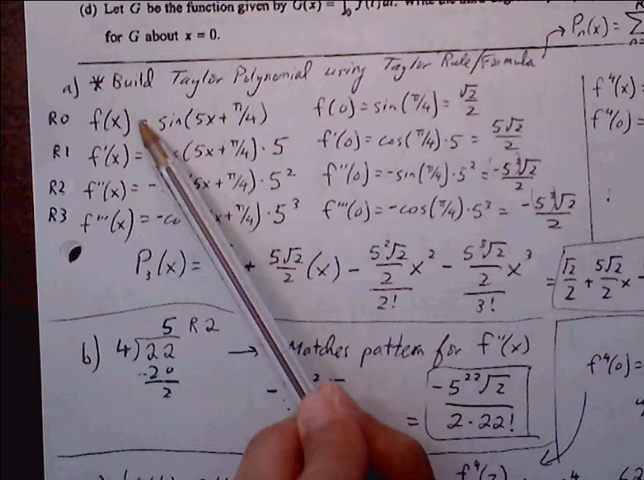 (d) Let G be the function given by G(x) = ∫0 f(t)dt.
for G about x = 0.
Pn(x) = Σ
a) * Build Taylor Polynomial using Taylor Rule/Formula
R0 f(x) = sin(5x + π/4) f(0) = sin(π/4) = √2/2
R1 f'(x) = (5x + π/4) · 5 f'(0) = cos(π/4) · 5 = 5√2/2
R2 f''(x) = - 5x + π/4) · 5² f''(0) = -sin(π/4) · 5² = -5²√2/2
R3 f'''(x) = -co x + π/4) · 5³ f'''(0) = -cos(π/4) · 5³ = -5³√2/2
f⁴(x)
f⁴(0) =
P₃(x) = + 5√2/2 (x) - (5²√2/2)/2! x² - (5³√2/2)/3! x³ = √2/2 + 5√2/2 x
b) 4)22 5 R2 → Matches pattern for f''(x)
-20
2
= -5²²√2 / 2·22!
f⁴(0) =